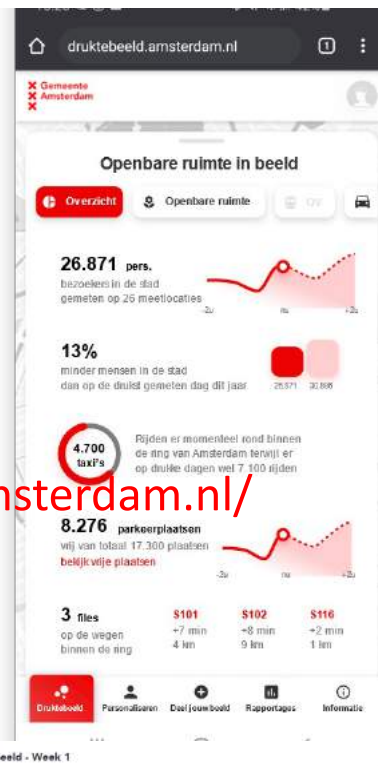 druktebeeld.amsterdam.nl
1
Gemeente
Amsterdam
Openbare ruimte in beeld
Overzicht
Openbare ruimte
OV
26.871 pers.
bezoekers in de stad
gemeten op 26 meetlocaties
-2u nu +2u
13%
minder mensen in de stad
dan op de drukst gemeten dag dit jaar
26.871
4.700
taxi's
Rijden er momenteel rond binnen
de ring van Amsterdam terwijl er
op drukke dagen wel 7.100 rijden
msterdam.nl/
8.276 parkeerplaatsen
vrij van totaal 17.300 plaatsen
bekijk vrije plaatsen
-2u nu +2u
3 files
op de wegen
binnen de ring
S101
+7 min
4 km
S102
+8 min
9 km
S116
+2 min
1 km
Druktebeeld
Personaliseren
Deel jouw beeld
Rapportages
Informatie
eeld - Week 1